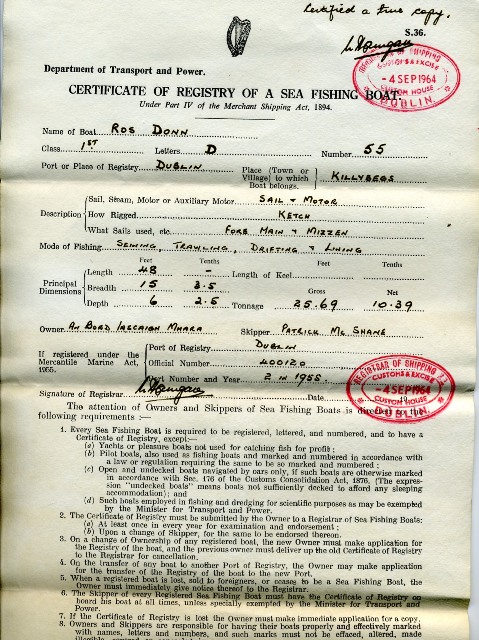 Certified a true copy.
S.36.
REGISTRAR OF SHIPPING
CUSTOMS & EXCISE
- 4 SEP 1964
CUSTOM HOUSE
DUBLIN
Department of Transport and Power.
CERTIFICATE OF REGISTRY OF A SEA FISHING BOAT.
Under Part IV of the Merchant Shipping Act, 1894.
Name of Boat ROS DONN
Class 1ST Letters D Number 55
Port or Place of Registry DUBLIN Place (Town or Village) to which Boat belongs. KILLYBEGS
Description
Sail, Steam, Motor or Auxiliary Motor SAIL & MOTOR
How Rigged KETCH
What Sails used, etc. FORE MAIN & MIZZEN
Mode of Fishing SEINING, TRAWLING, DRIFTING & LINING
Feet Tenths Feet Tenths
Principal Dimensions
Length 48 - Length of Keel
Breadth 15 3.5 Gross Net
Depth 6 2.5 Tonnage 25.69 10.39
Owner AN BORD IASCAIGH MHARA Skipper PATRICK MC SHANE
If registered under the Mercantile Marine Act, 1955.
Port of Registry DUBLIN
Official Number 400120
Port Number and Year 2 IN 1955
Signature of Registrar Date 19
REGISTRAR OF SHIPPING
CUSTOMS & EXCISE
- 4 SEP 1964
CUSTOM HOUSE
DUBLIN
The attention of Owners and Skippers of Sea Fishing Boats is directed to the
following requirements :—
1. Every Sea Fishing Boat is required to be registered, lettered, and numbered, and to have a
Certificate of Registry, except:—
(a) Yachts or pleasure boats not used for catching fish for profit;
(b) Pilot boats, also used as fishing boats and marked and numbered in accordance with
a law or regulation requiring the same to be so marked and numbered;
(c) Open and undecked boats navigated by oars only, if such boats are otherwise marked
in accordance with Sec. 176 of the Customs Consolidation Act, 1876. (The expres-
sion "undecked boats" means boats not sufficiently decked to afford any sleeping
accommodation); and
(d) Such boats employed in fishing and dredging for scientific purposes as may be exempted
by the Minister for Transport and Power.
2. The Certificate of Registry must be submitted by the Owner to a Registrar of Sea Fishing Boats:
(a) At least once in every year for examination and endorsement;
(b) Upon a change of Skipper, for the same to be endorsed thereon.
3. On a change of Ownership of any registered boat, the new Owner must make application for
the Registry of the boat, and the previous owner must deliver up the old Certificate of Registry
to the Registrar for cancellation.
4. On the transfer of any boat to another Port of Registry, the Owner may make application
for the transfer of the Registry of the boat to the new Port.
5. When a registered boat is lost, sold to foreigners, or ceases to be a Sea Fishing Boat, the
Owner must immediately give notice thereof to the Registrar.
6. The Skipper of every Registered Sea Fishing Boat must have the Certificate of Registry on
board his boat at all times, unless specially exempted by the Minister for Transport and
Power.
7. If the Certificate of Registry is lost the Owner must make immediate application for a copy.
8. Owners and Skippers are responsible for having their boats properly and effectively marked
with names, letters and numbers, and such marks must not be effaced, altered, made